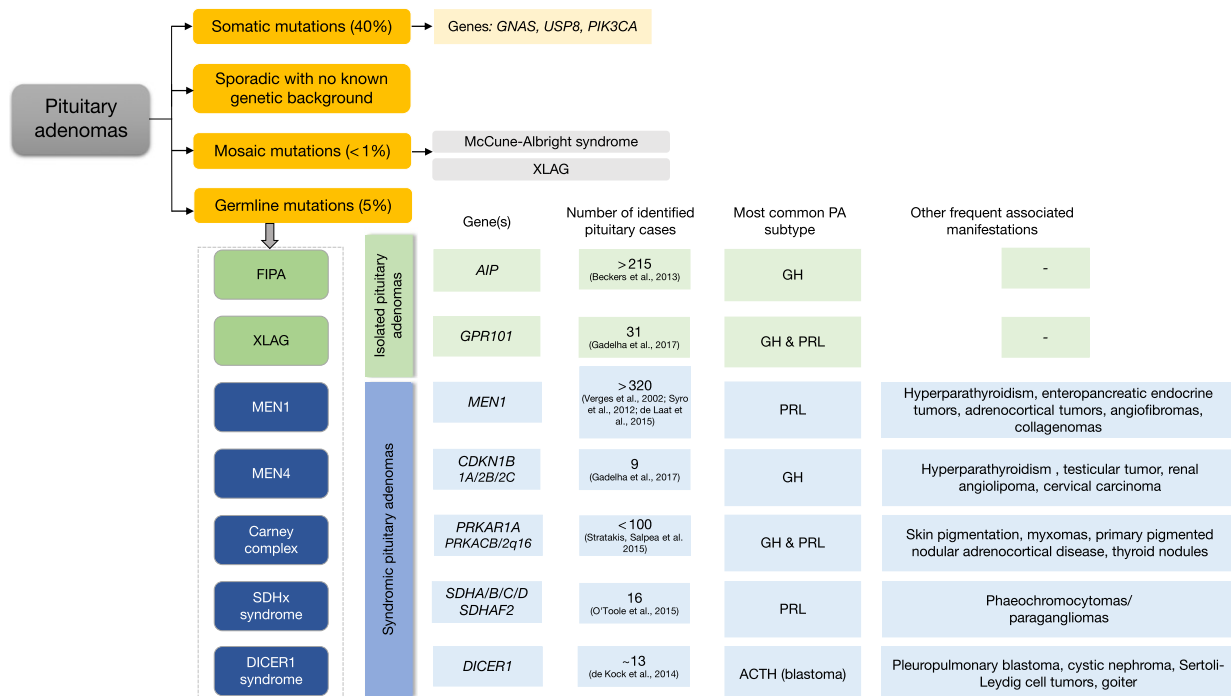 Somatic mutations (40%)
Genes: GNAS, USP8, PIK3CA
Sporadic with no known
genetic background
Pituitary
adenomas
Mosaic mutations (< 1%)
McCune-Albright syndrome
XLAG
Germline mutations (5%)
Gene(s)
Number of identified
pituitary cases
Most common PA
subtype
Other frequent associated
manifestations
Isolated pituitary
adenomas
FIPA
AIP
> 215
(Beckers et al., 2013)
GH
-
XLAG
GPR101
31
(Gadelha et al., 2017)
GH & PRL
-
Syndromic pituitary adenomas
MEN1
MEN1
> 320
(Verges et al., 2002; Syro
et al., 2012; de Laat et
al., 2015)
PRL
Hyperparathyroidism, enteropancreatic endocrine
tumors, adrenocortical tumors, angiofibromas,
collagenomas
MEN4
CDKN1B
1A/2B/2C
9
(Gadelha et al., 2017)
GH
Hyperparathyroidism , testicular tumor, renal
angiolipoma, cervical carcinoma
Carney
complex
PRKAR1A
PRKACB/2q16
< 100
(Stratakis, Salpea et al.
2015)
GH & PRL
Skin pigmentation, myxomas, primary pigmented
nodular adrenocortical disease, thyroid nodules
SDHx
syndrome
SDHA/B/C/D
SDHAF2
16
(O'Toole et al., 2015)
PRL
Phaeochromocytomas/
paragangliomas
DICER1
syndrome
DICER1
~13
(de Kock et al., 2014)
ACTH (blastoma)
Pleuropulmonary blastoma, cystic nephroma, Sertoli-
Leydig cell tumors, goiter